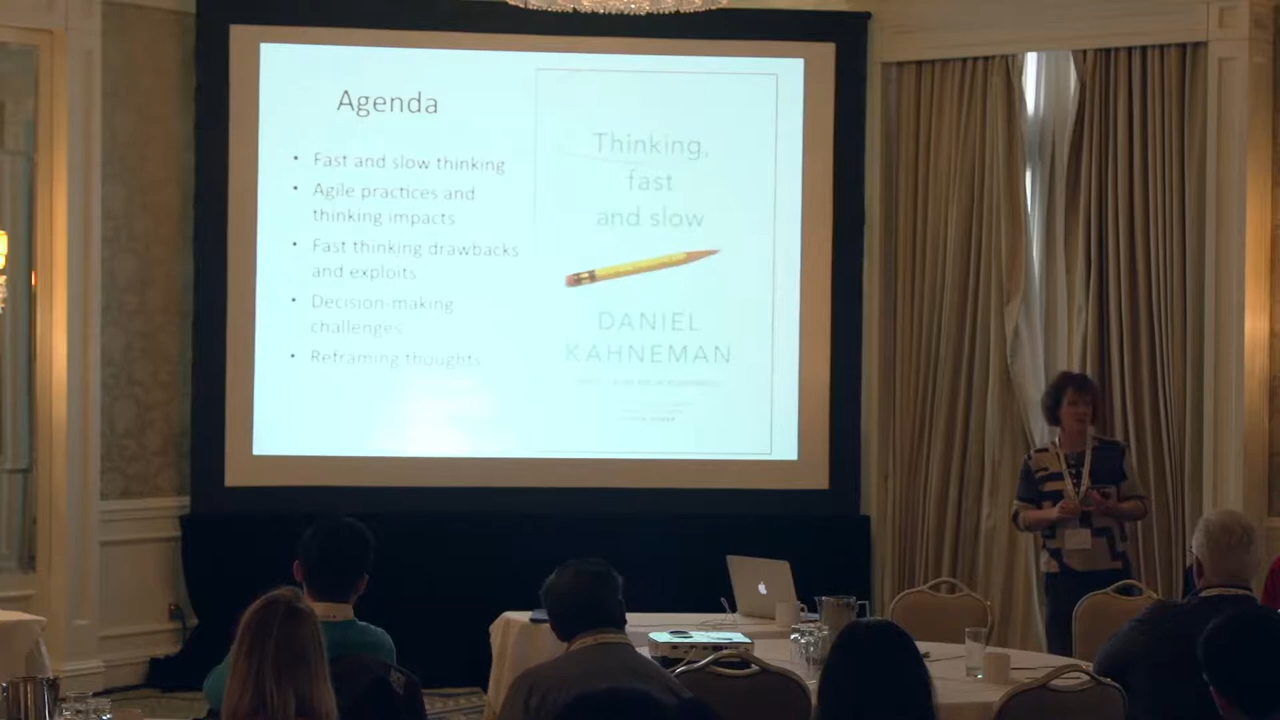 Agenda
• Fast and slow thinking
• Agile practices and
thinking impacts
• Fast thinking drawbacks
and exploits
• Decision-making
challenges
• Reframing thoughts
Thinking,
fast
and slow
DANIEL
KAHNEMAN